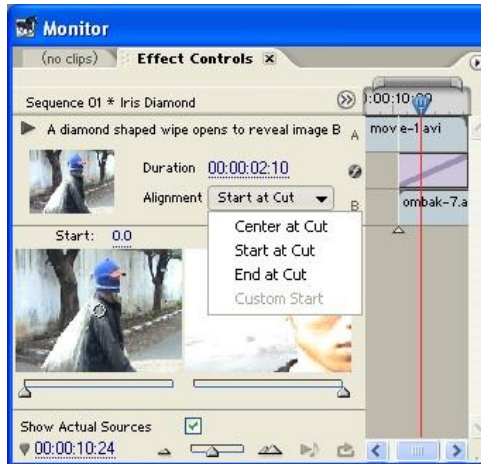 Monitor
(no clips) Effect Controls
Sequence 01 * Iris Diamond
:00:10:09
A diamond shaped wipe opens to reveal image B
A
move-1.avi
Duration 00:00:02:10
Alignment Start at Cut
B
ombak-7.a
Center at Cut
Start at Cut
End at Cut
Custom Start
Start: 0.0
Show Actual Sources
00:00:10:24